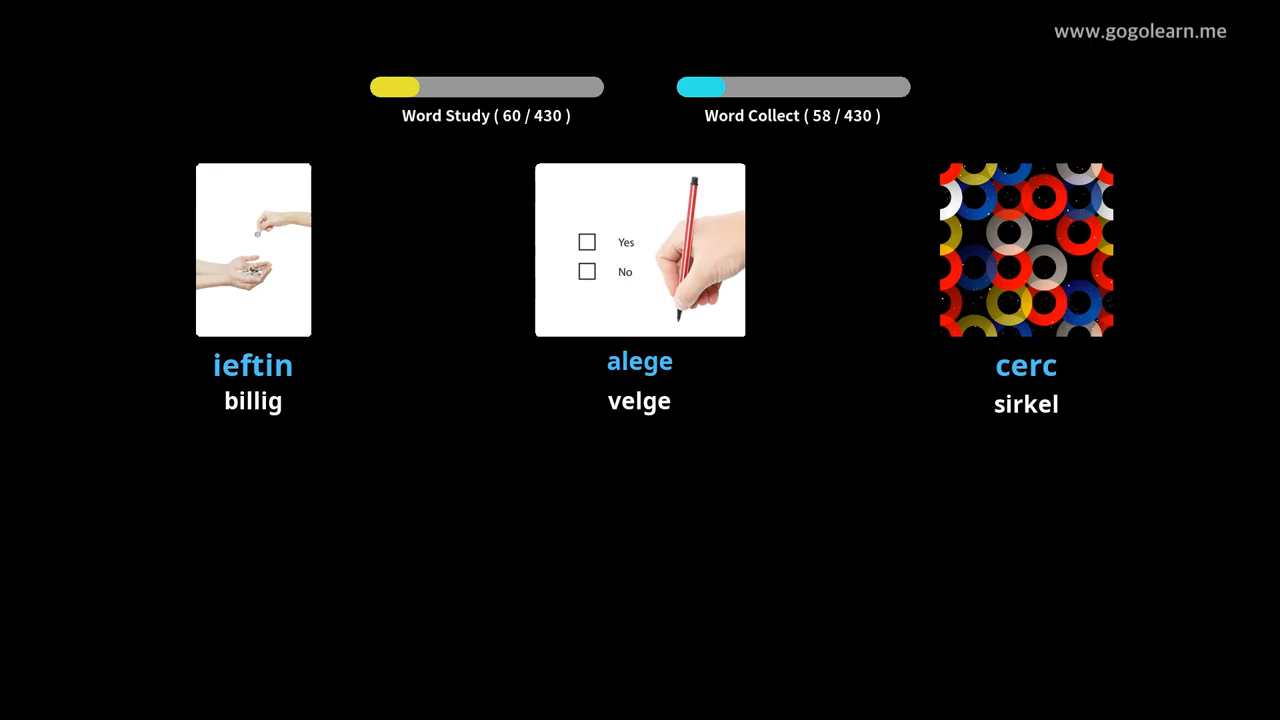 www.gogolearn.me
Word Study ( 60 / 430 )
Word Collect ( 58 / 430 )
Yes
No
ieftin
alege
cerc
billig
velge
sirkel